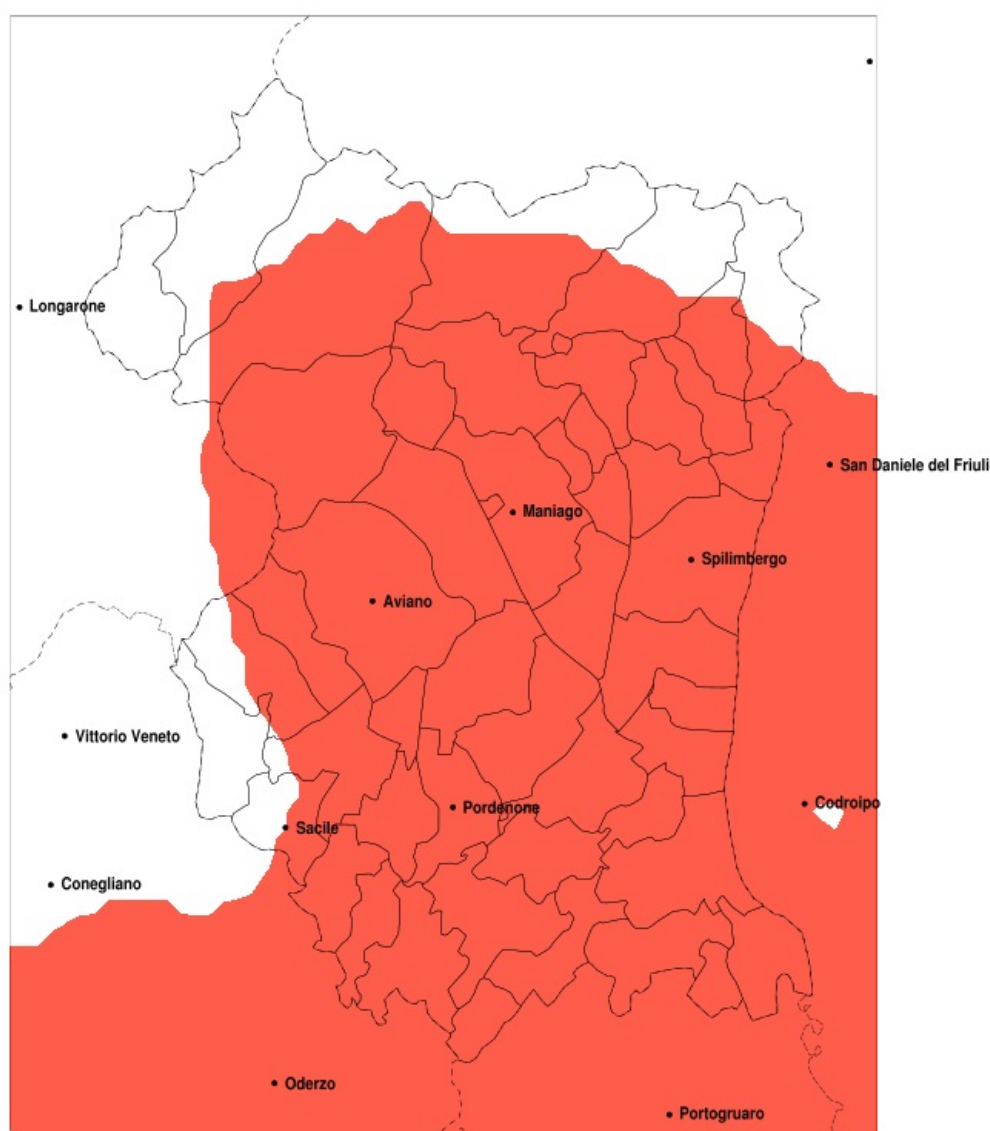 Longarone
San Daniele del Friuli
Maniago
Spilimbergo
Aviano
Vittorio Veneto
Codroipo
Pordenone
Sacile
Conegliano
Oderzo
Portogruaro